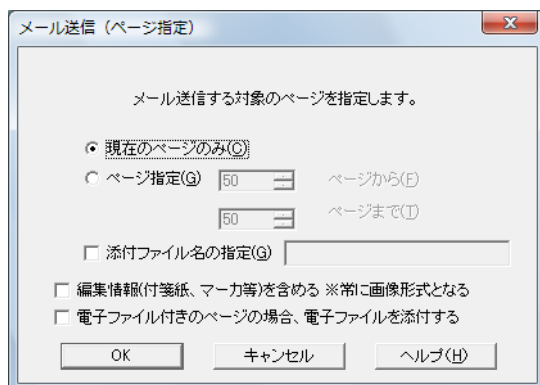 メール送信（ページ指定）
メール送信する対象のページを指定します。
現在のページのみ(C)
ページ指定(G) 50 ページから(F)
50 ページまで(T)
添付ファイル名の指定(G)
編集情報(付箋紙、マーカ等)を含める ※常に画像形式となる
電子ファイル付きのページの場合、電子ファイルを添付する
OK キャンセル ヘルプ(H)